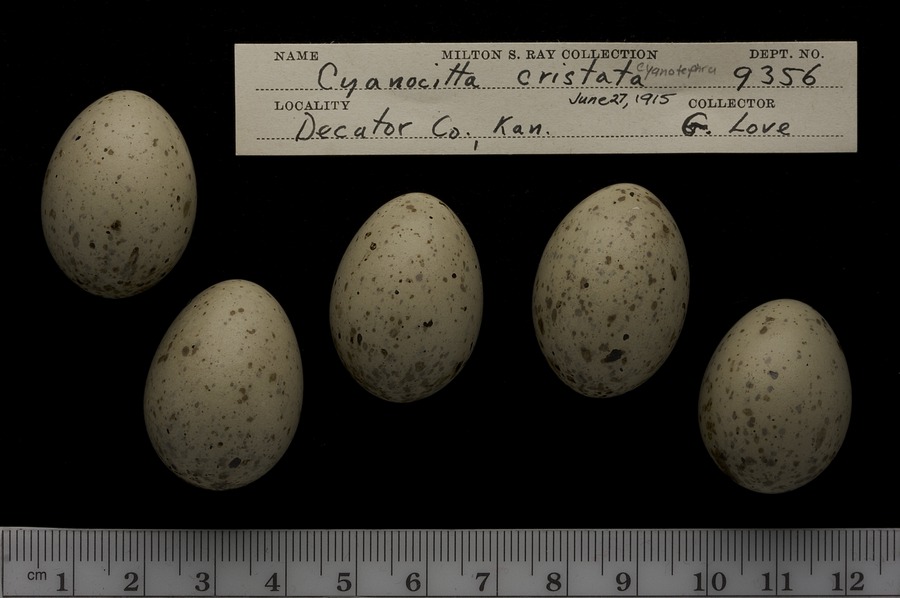 NAME MILTON S. RAY COLLECTION DEPT. NO.
Cyanocitta cristata cyanotephra 9356
LOCALITY June 27, 1915 COLLECTOR
Decator Co., Kan. G. Love
cm 1 2 3 4 5 6 7 8 9 10 11 12